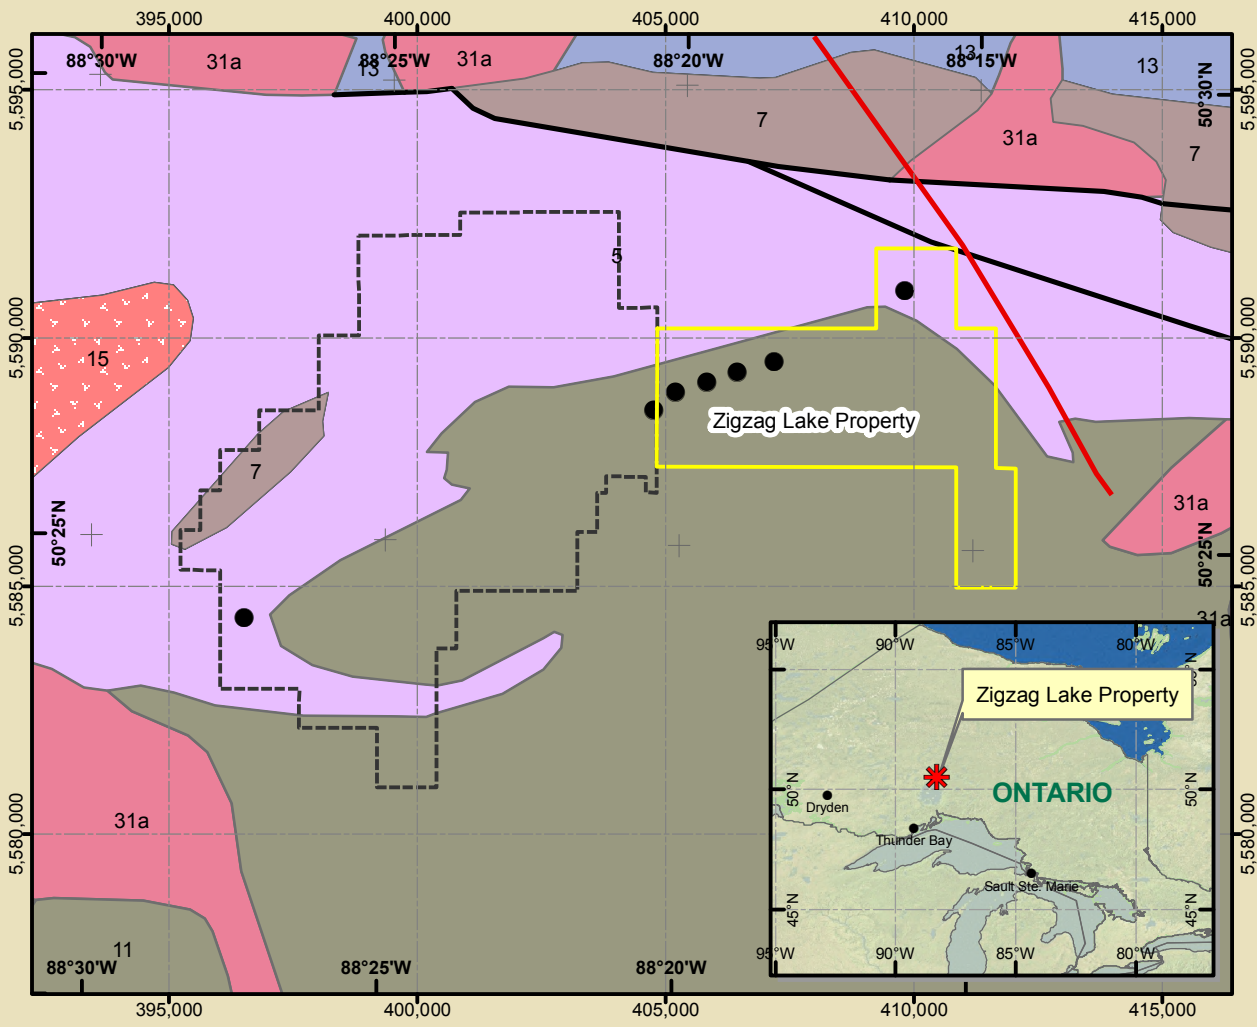 395,000 400,000 405,000 410,000 415,000
88°30'W 88°25'W 88°20'W 88°15'W
31a 13 31a 13 13
5,595,000 50°30'N 5,595,000
7 31a 7
5
5,590,000 15 5,590,000
Zigzag Lake Property
7
31a
50°25'N 50°25'N
5,585,000 5,585,000
31a
95°W 90°W 85°W 80°W
Zigzag Lake Property
50°N ONTARIO 50°N
Dryden
31a
Thunder Bay
5,580,000 5,580,000
Sault Ste. Marie
45°N 45°N
11
95°W 90°W 85°W 80°W
88°30'W 88°25'W 88°20'W
395,000 400,000 405,000 410,000 415,000